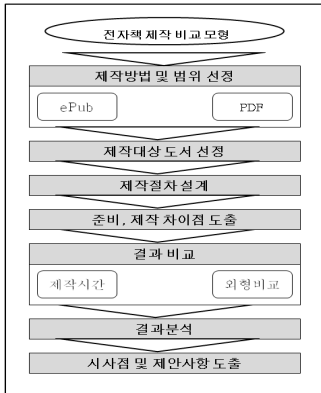 전자책 제작 비교 모형
제작방법 및 범위 선정
ePub PDF
제작대상 도서 선정
제작절차 설계
준비, 제작 차이점 도출
결과 비교
제작시간 외형비교
결과분석
시사점 및 제안사항 도출